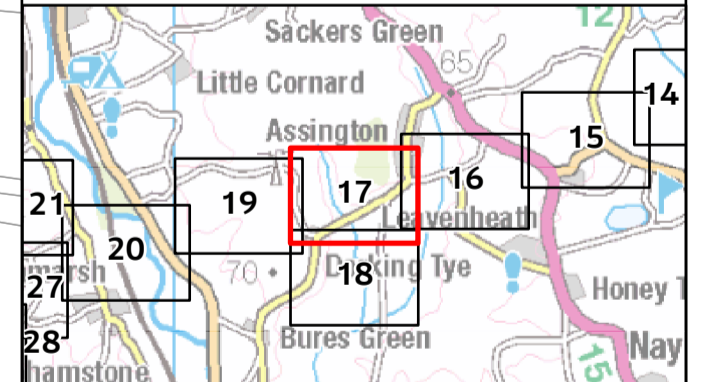 12
Sackers Green
65
Little Cornard
14
Assington
15
17
16
19
21
Leavenheath
20
18
70
27
Honey T
Bures Green
28
Nay
15
hamstone